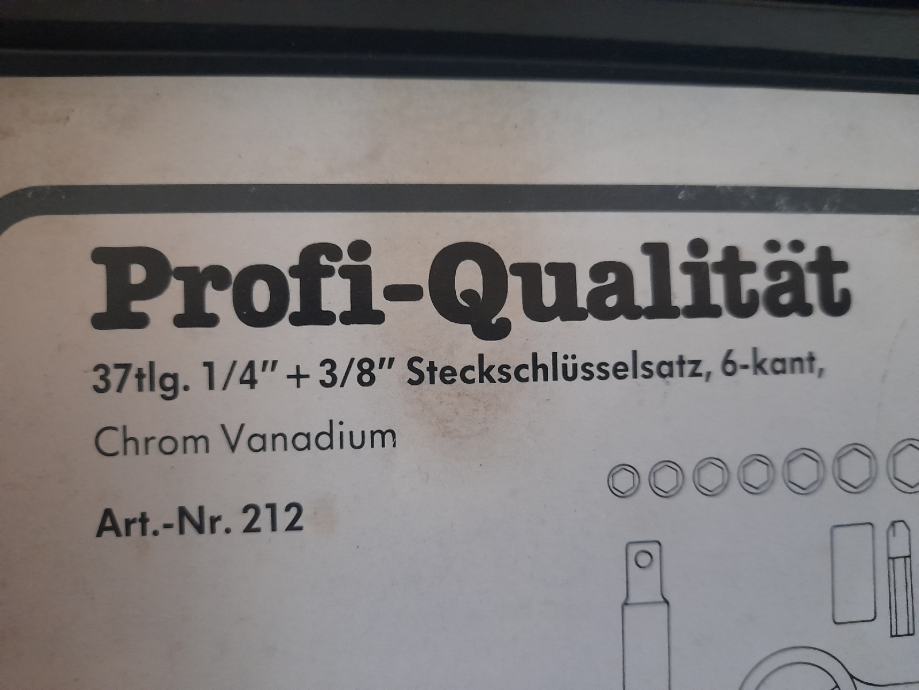 Profi-Qualität
37tlg. 1/4" + 3/8" Steckschlüsselsatz, 6-kant,
Chrom Vanadium
Art.-Nr. 212